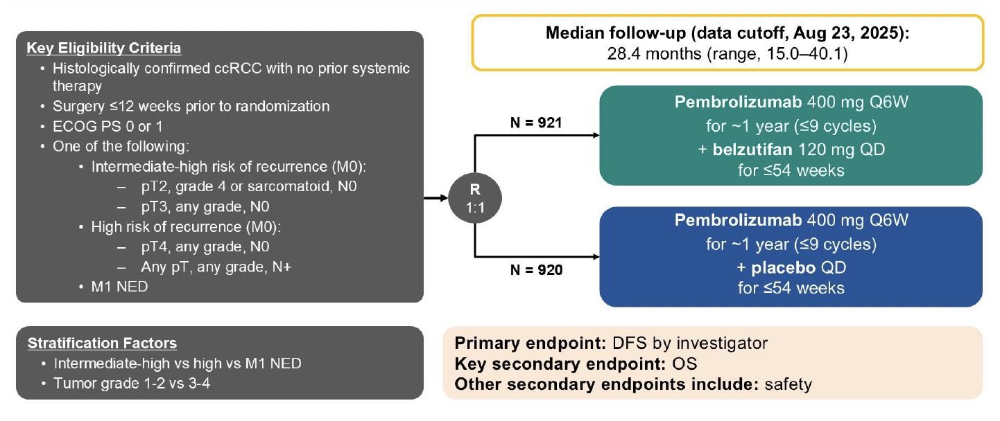 Key Eligibility Criteria
• Histologically confirmed ccRCC with no prior systemic
therapy
• Surgery ≤12 weeks prior to randomization
• ECOG PS 0 or 1
• One of the following:
• Intermediate-high risk of recurrence (M0):
– pT2, grade 4 or sarcomatoid, N0
– pT3, any grade, N0
• High risk of recurrence (M0):
– pT4, any grade, N0
– Any pT, any grade, N+
• M1 NED
Stratification Factors
• Intermediate-high vs high vs M1 NED
• Tumor grade 1-2 vs 3-4
R
1:1
N = 921
N = 920
Median follow-up (data cutoff, Aug 23, 2025):
28.4 months (range, 15.0–40.1)
Pembrolizumab 400 mg Q6W
for ~1 year (≤9 cycles)
+ belzutifan 120 mg QD
for ≤54 weeks
Pembrolizumab 400 mg Q6W
for ~1 year (≤9 cycles)
+ placebo QD
for ≤54 weeks
Primary endpoint: DFS by investigator
Key secondary endpoint: OS
Other secondary endpoints include: safety